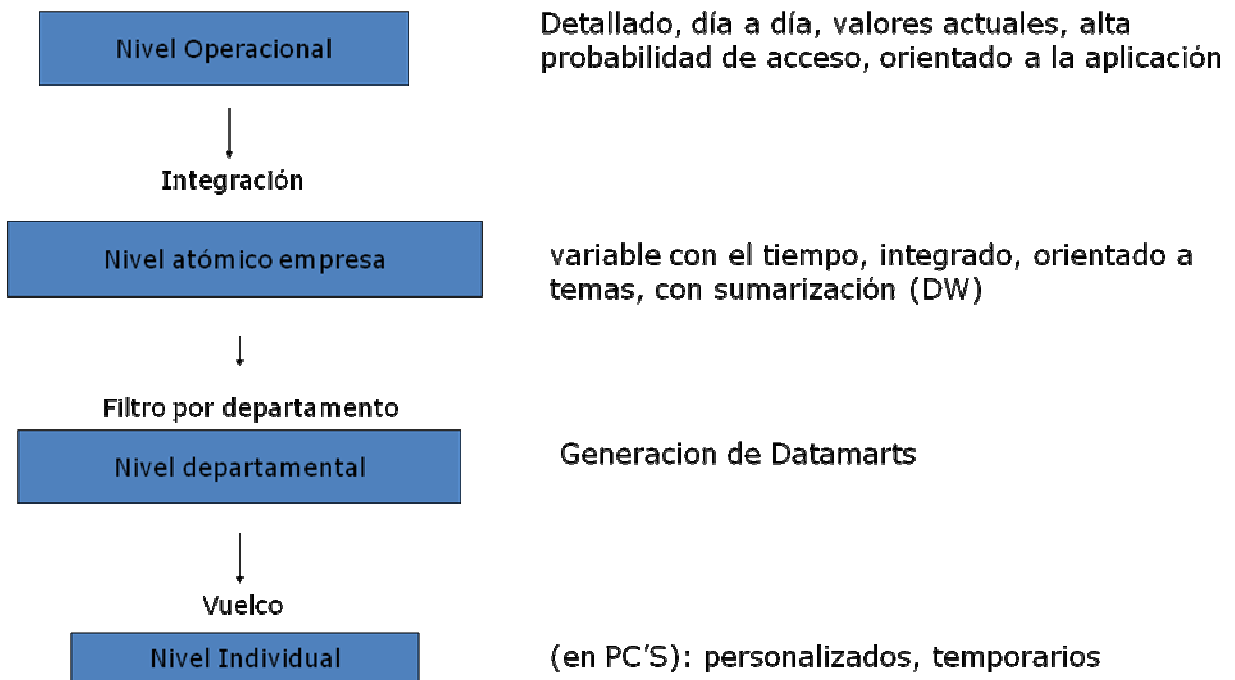 Nivel Operacional
Detallado, día a día, valores actuales, alta
probabilidad de acceso, orientado a la aplicación
Integración
Nivel atómico empresa
variable con el tiempo, integrado, orientado a
temas, con sumarización (DW)
Filtro por departamento
Nivel departamental
Generacion de Datamarts
Vuelco
Nivel Individual
(en PC'S): personalizados, temporarios